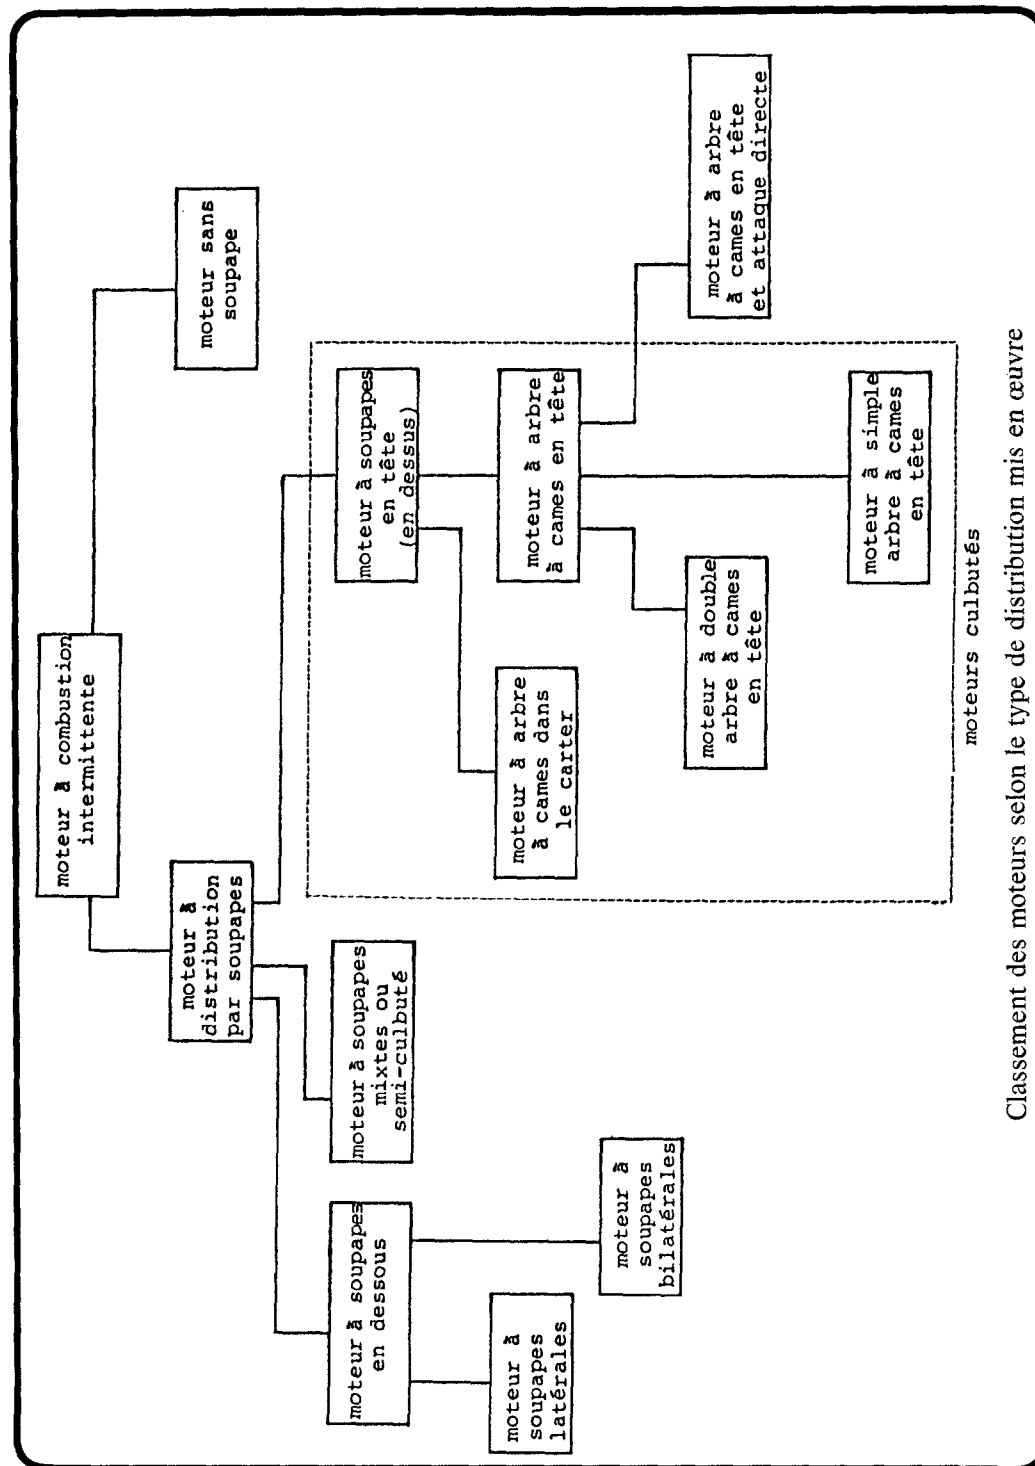 moteur à combustion
intermittente
moteur sans
soupape
moteur à
distribution
par soupapes
moteur à soupapes
en dessous
moteur à soupapes
mixtes ou
semi-culbuté
moteur à soupapes
en tête
(en dessus)
moteur à
soupapes
latérales
moteur à
soupapes
bilatérales
moteur à arbre
à cames dans
le carter
moteur à arbre
à cames en tête
moteur à double
arbre à cames
en tête
moteur à simple
arbre à cames
en tête
moteur à arbre
à cames en tête
et attaque directe
moteurs culbutés
Classement des moteurs selon le type de distribution mis en œuvre